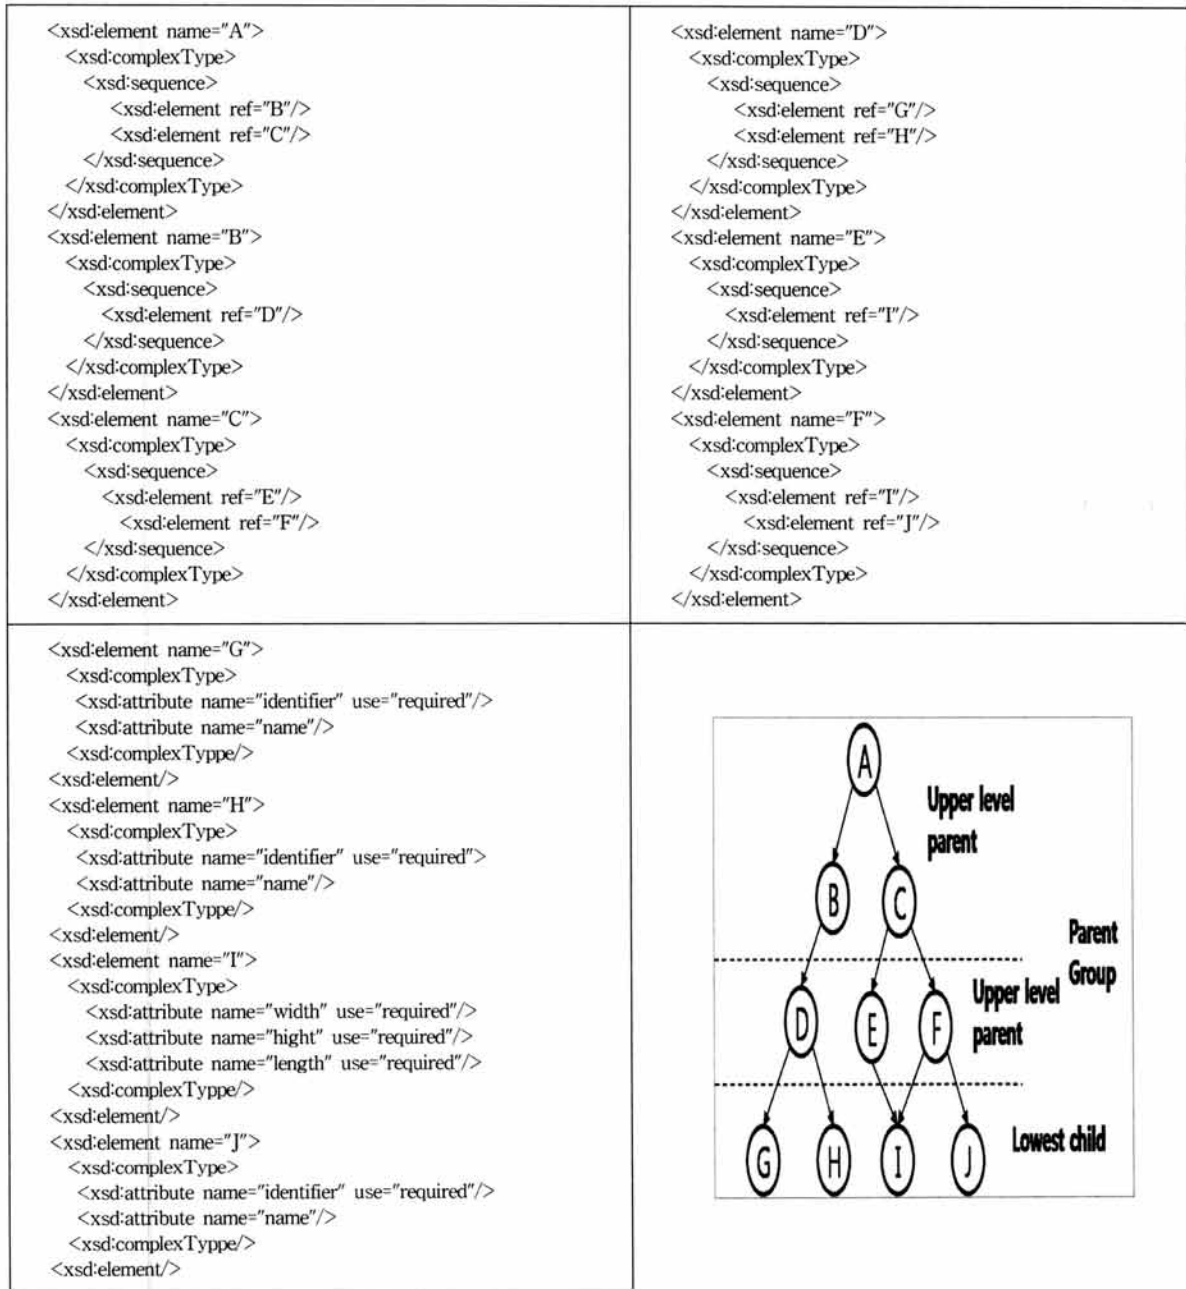 <xsd:element name="A">
<xsd:complexType>
<xsd:sequence>
<xsd:element ref="B"/>
<xsd:element ref="C"/>
</xsd:sequence>
</xsd:complexType>
</xsd:element>
<xsd:element name="B">
<xsd:complexType>
<xsd:sequence>
<xsd:element ref="D"/>
</xsd:sequence>
</xsd:complexType>
</xsd:element>
<xsd:element name="C">
<xsd:complexType>
<xsd:sequence>
<xsd:element ref="E"/>
<xsd:element ref="F"/>
</xsd:sequence>
</xsd:complexType>
</xsd:element>
<xsd:element name="D">
<xsd:complexType>
<xsd:sequence>
<xsd:element ref="G"/>
<xsd:element ref="H"/>
</xsd:sequence>
</xsd:complexType>
</xsd:element>
<xsd:element name="E">
<xsd:complexType>
<xsd:sequence>
<xsd:element ref="I"/>
</xsd:sequence>
</xsd:complexType>
</xsd:element>
<xsd:element name="F">
<xsd:complexType>
<xsd:sequence>
<xsd:element ref="I"/>
<xsd:element ref="J"/>
</xsd:sequence>
</xsd:complexType>
</xsd:element>
<xsd:element name="G">
<xsd:complexType>
<xsd:attribute name="identifier" use="required"/>
<xsd:attribute name="name"/>
<xsd:complexTyppe/>
<xsd:element/>
<xsd:element name="H">
<xsd:complexType>
<xsd:attribute name="identifier" use="required">
<xsd:attribute name="name"/>
<xsd:complexTyppe/>
<xsd:element/>
<xsd:element name="I">
<xsd:complexType>
<xsd:attribute name="width" use="required"/>
<xsd:attribute name="hight" use="required"/>
<xsd:attribute name="length" use="required"/>
<xsd:complexTyppe/>
<xsd:element/>
<xsd:element name="J">
<xsd:complexType>
<xsd:attribute name="identifier" use="required"/>
<xsd:attribute name="name"/>
<xsd:complexTyppe/>
<xsd:element/>
A
Upper level
parent
B C
Parent
Group
D E F
Upper level
parent
G H I J
Lowest child